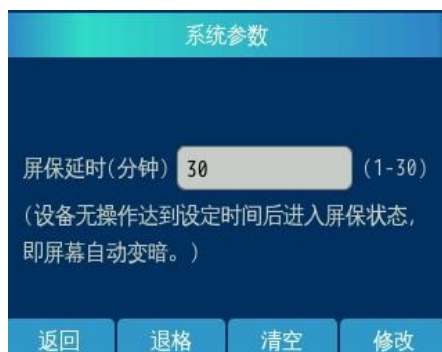 系统参数
屏保延时(分钟) 30 (1-30)
(设备无操作达到设定时间后进入屏保状态,
即屏幕自动变暗。)
返回 退格 清空 修改